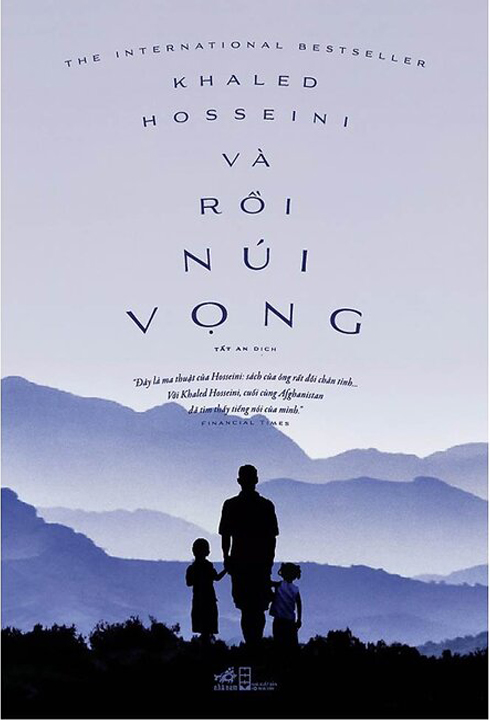 THE INTERNATIONAL BESTSELLER
KHALED
HOSSEINI
VÀ
RỒI
NÚI
VỌNG
TẤT AN DỊCH
"Đây là ma thuật của Hosseini: sách của ông rất đỗi chân tình...
Với Khaled Hosseini, cuối cùng Afghanistan
đã tìm thấy tiếng nói của mình."
FINANCIAL TIMES
nhã nam